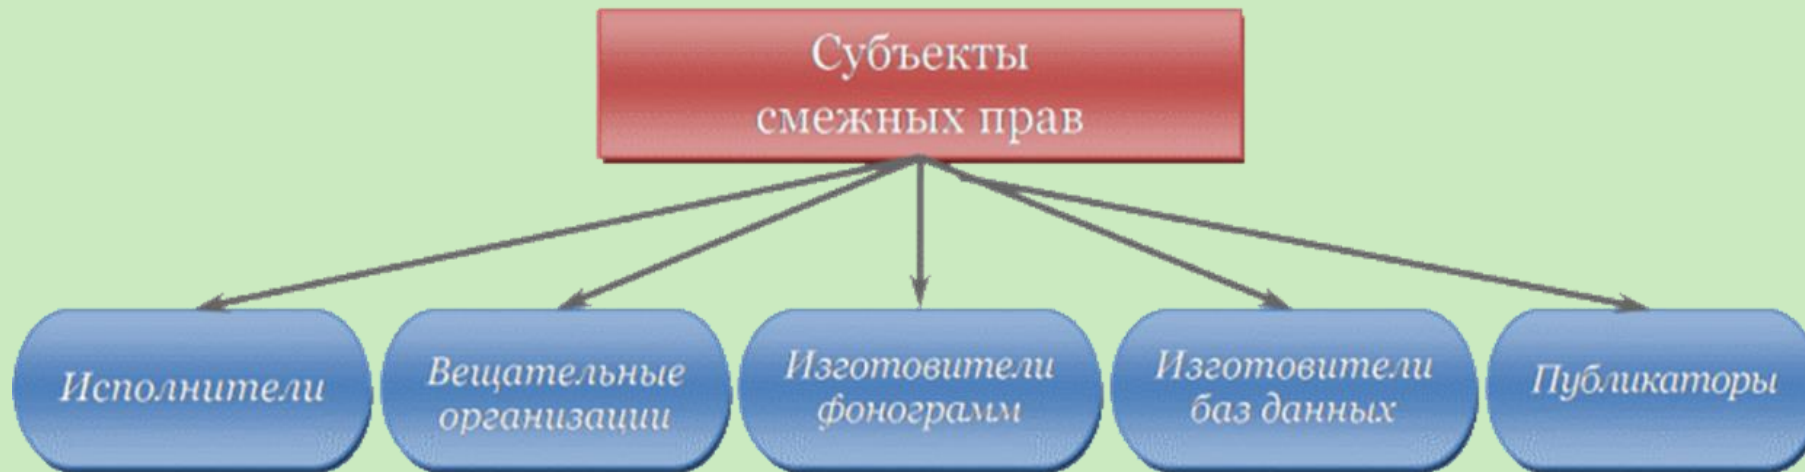 Субъекты
смежных прав
Исполнители
Вещательные
организации
Изготовители
фонограмм
Изготовители
баз данных
Публикаторы